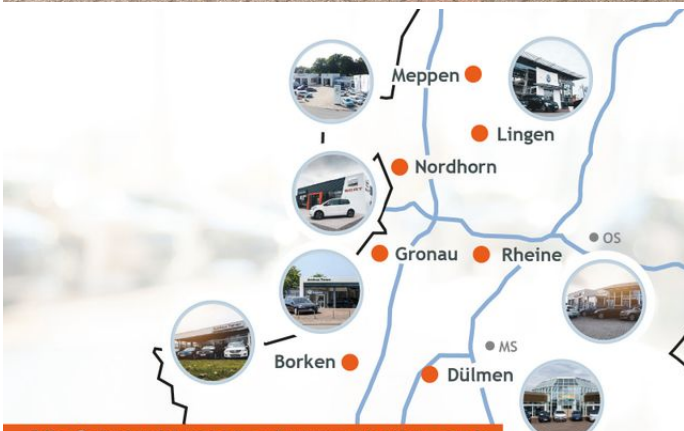 Meppen
Lingen
Nordhorn
OS
Gronau
Rheine
MS
Borken
Dülmen